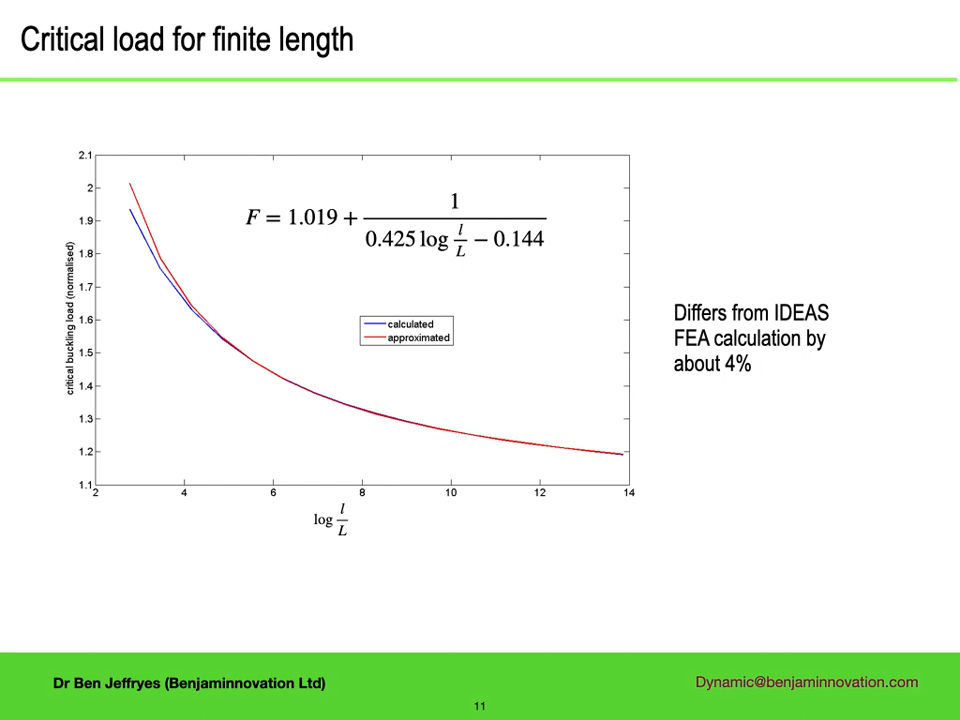 Critical load for finite length
2.1
2
1.9
1.8
1.7
1.6
1.5
1.4
1.3
1.2
1.1
critical buckling load (normalised)
F = 1.019 + 1 / (0.425 log l/L − 0.144)
calculated
approximated
2 4 6 8 10 12 14
log l/L
Differs from IDEAS
FEA calculation by
about 4%
Dr Ben Jeffryes (Benjaminnovation Ltd)
Dynamic@benjaminnovation.com
11